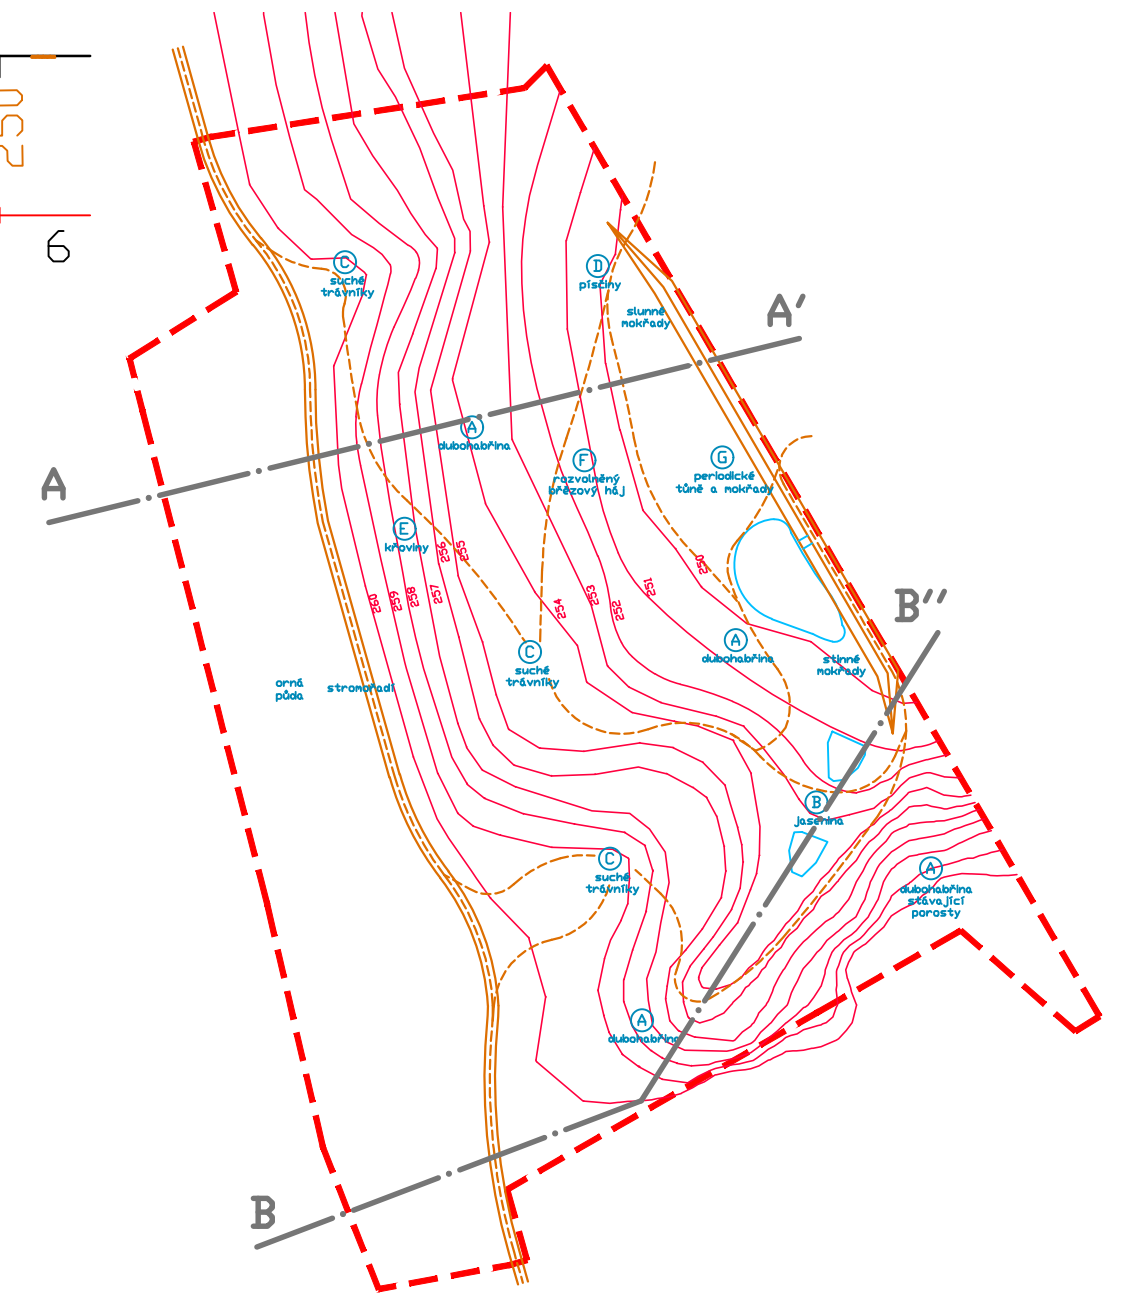 250
6
C
suché
trávníky
D
písčiny
slunné
mokřady
A'
A
A
dubohabřina
F
rozvolněný
březový háj
G
periodické
tůně a mokřady
E
křoviny
256
255
250
260
259
258
257
254
253
252
251
B''
A
dubohabřina
C
suché
trávníky
stinné
mokřady
orná
půda
stromořadí
B
jasenina
C
suché
trávníky
A
dubohabřina
stávající
porosty
A
dubohabřina
B